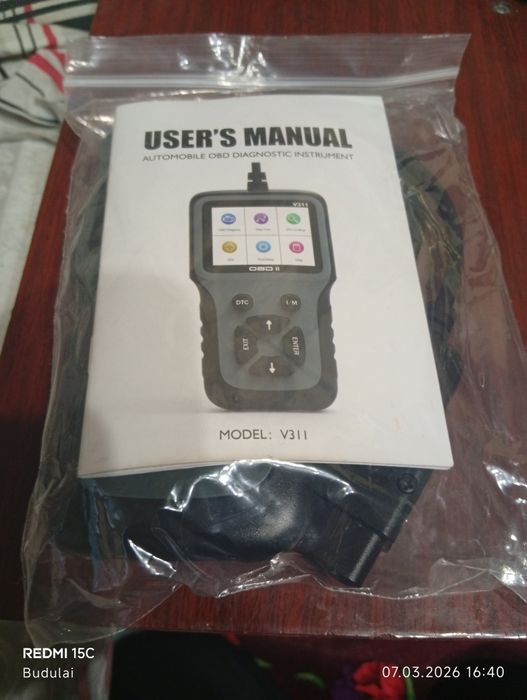 USER'S MANUAL
AUTOMOBILE OBD DIAGNOSTIC INSTRUMENT
V311
OBD II
DTC
I/M
EXIT
ENTER
MODEL: V311
REDMI 15C
Budulai
07.03.2026 16:40